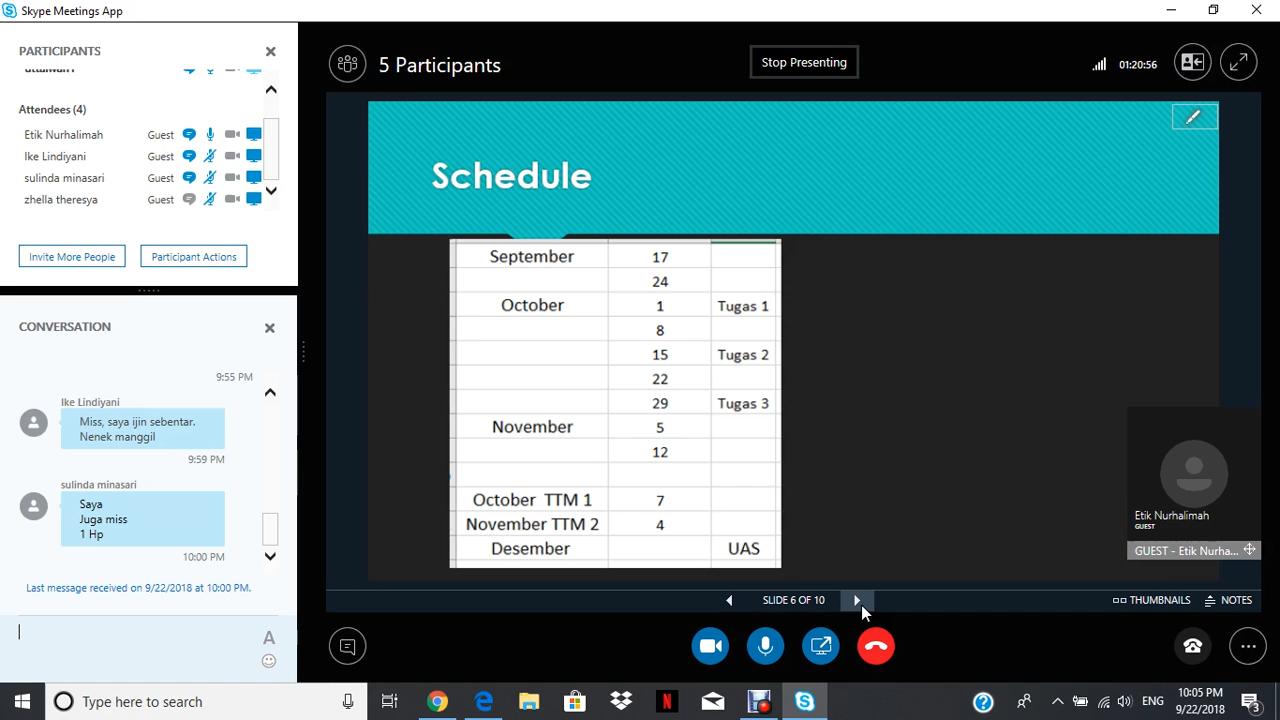 Skype Meetings App
PARTICIPANTS
Attendees (4)
Etik Nurhalimah Guest
Ike Lindiyani Guest
sulinda minasari Guest
zhella theresya Guest
Invite More People
Participant Actions
CONVERSATION
9:55 PM
Ike Lindiyani
Miss, saya ijin sebentar.
Nenek manggil
9:59 PM
sulinda minasari
Saya
Juga miss
1 Hp
10:00 PM
Last message received on 9/22/2018 at 10:00 PM.
A
5 Participants
Stop Presenting
01:20:56
Schedule
September 17
24
October 1 Tugas 1
8
15 Tugas 2
22
29 Tugas 3
November 5
12
October TTM 1 7
November TTM 2 4
Desember UAS
Etik Nurhalimah
GUEST
GUEST - Etik Nurha...
SLIDE 6 OF 10
THUMBNAILS
NOTES
Type here to search
ENG
10:05 PM
9/22/2018
3